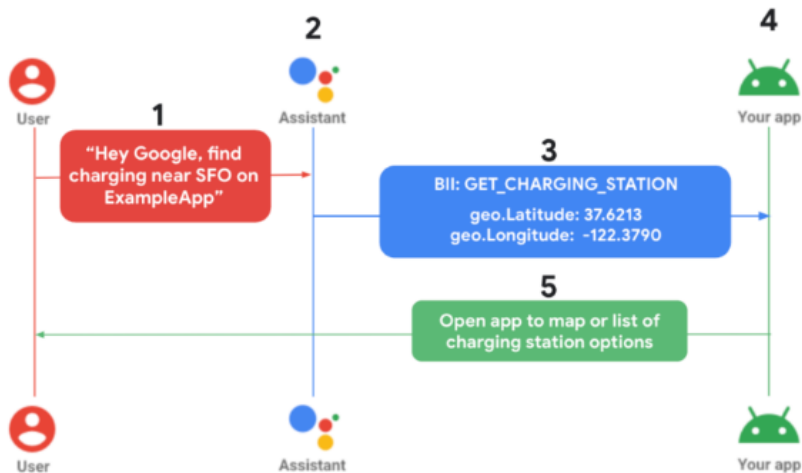 2
4
User
1
Assistant
Your app
“Hey Google, find
charging near SFO on
ExampleApp”
3
BII: GET_CHARGING_STATION
geo.Latitude: 37.6213
geo.Longitude: -122.3790
5
Open app to map or list of
charging station options
User
Assistant
Your app